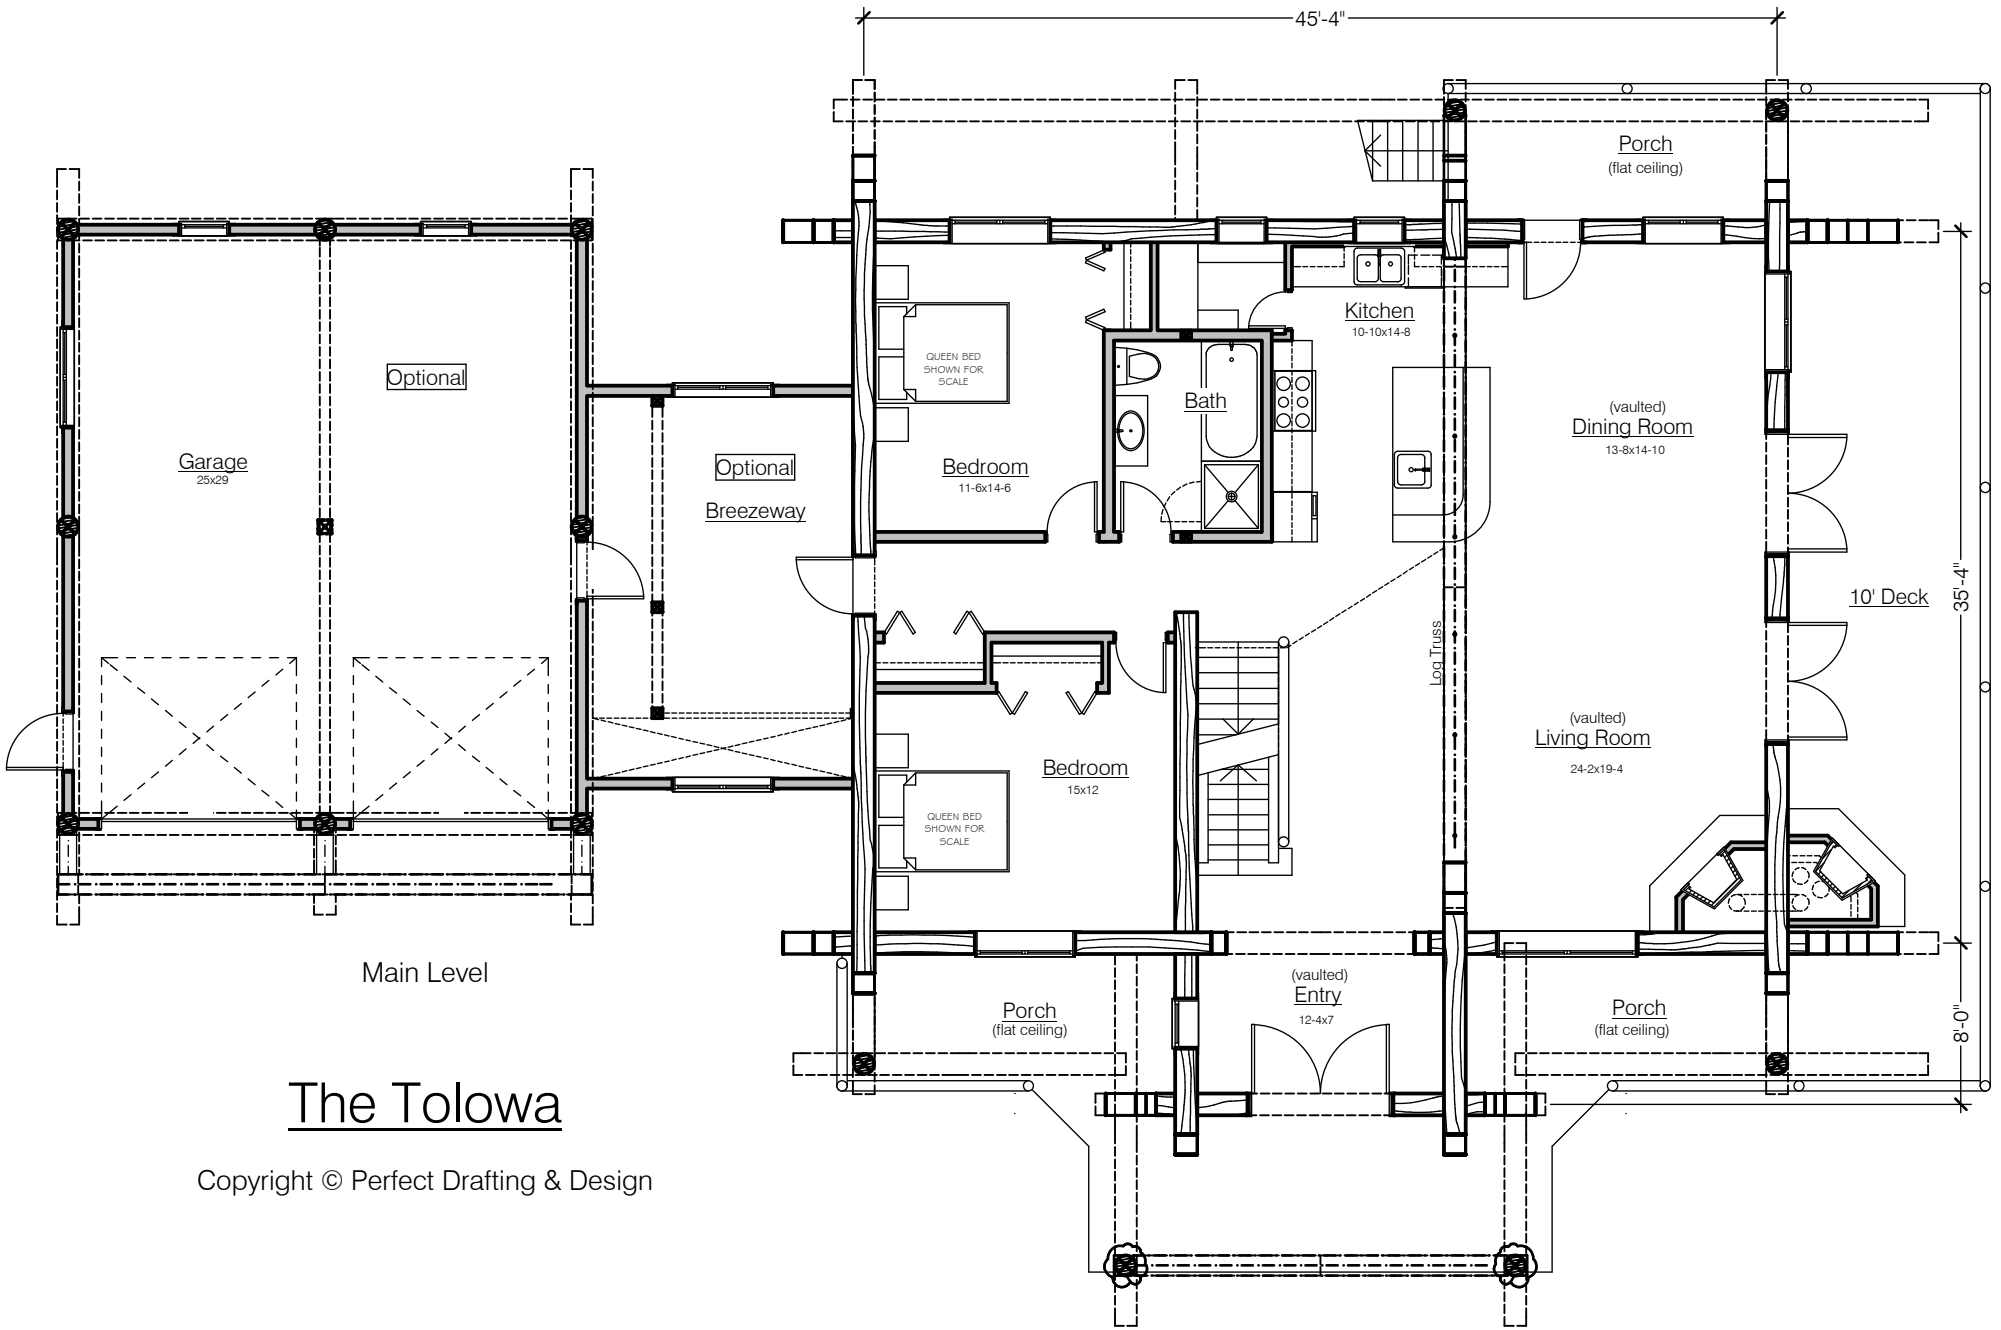 45'-4"
Porch
(flat ceiling)
Kitchen
10-10x14-8
QUEEN BED
SHOWN FOR
SCALE
Optional
Bath
(vaulted)
Dining Room
13-8x14-10
Garage
25x29
Optional
Bedroom
11-6x14-6
Breezeway
10' Deck
35'-4"
Log Truss
(vaulted)
Living Room
24-2x19-4
Bedroom
15x12
QUEEN BED
SHOWN FOR
SCALE
Main Level
(vaulted)
Entry
12-4x7
Porch
(flat ceiling)
Porch
(flat ceiling)
8'-0"
The Tolowa
Copyright © Perfect Drafting & Design